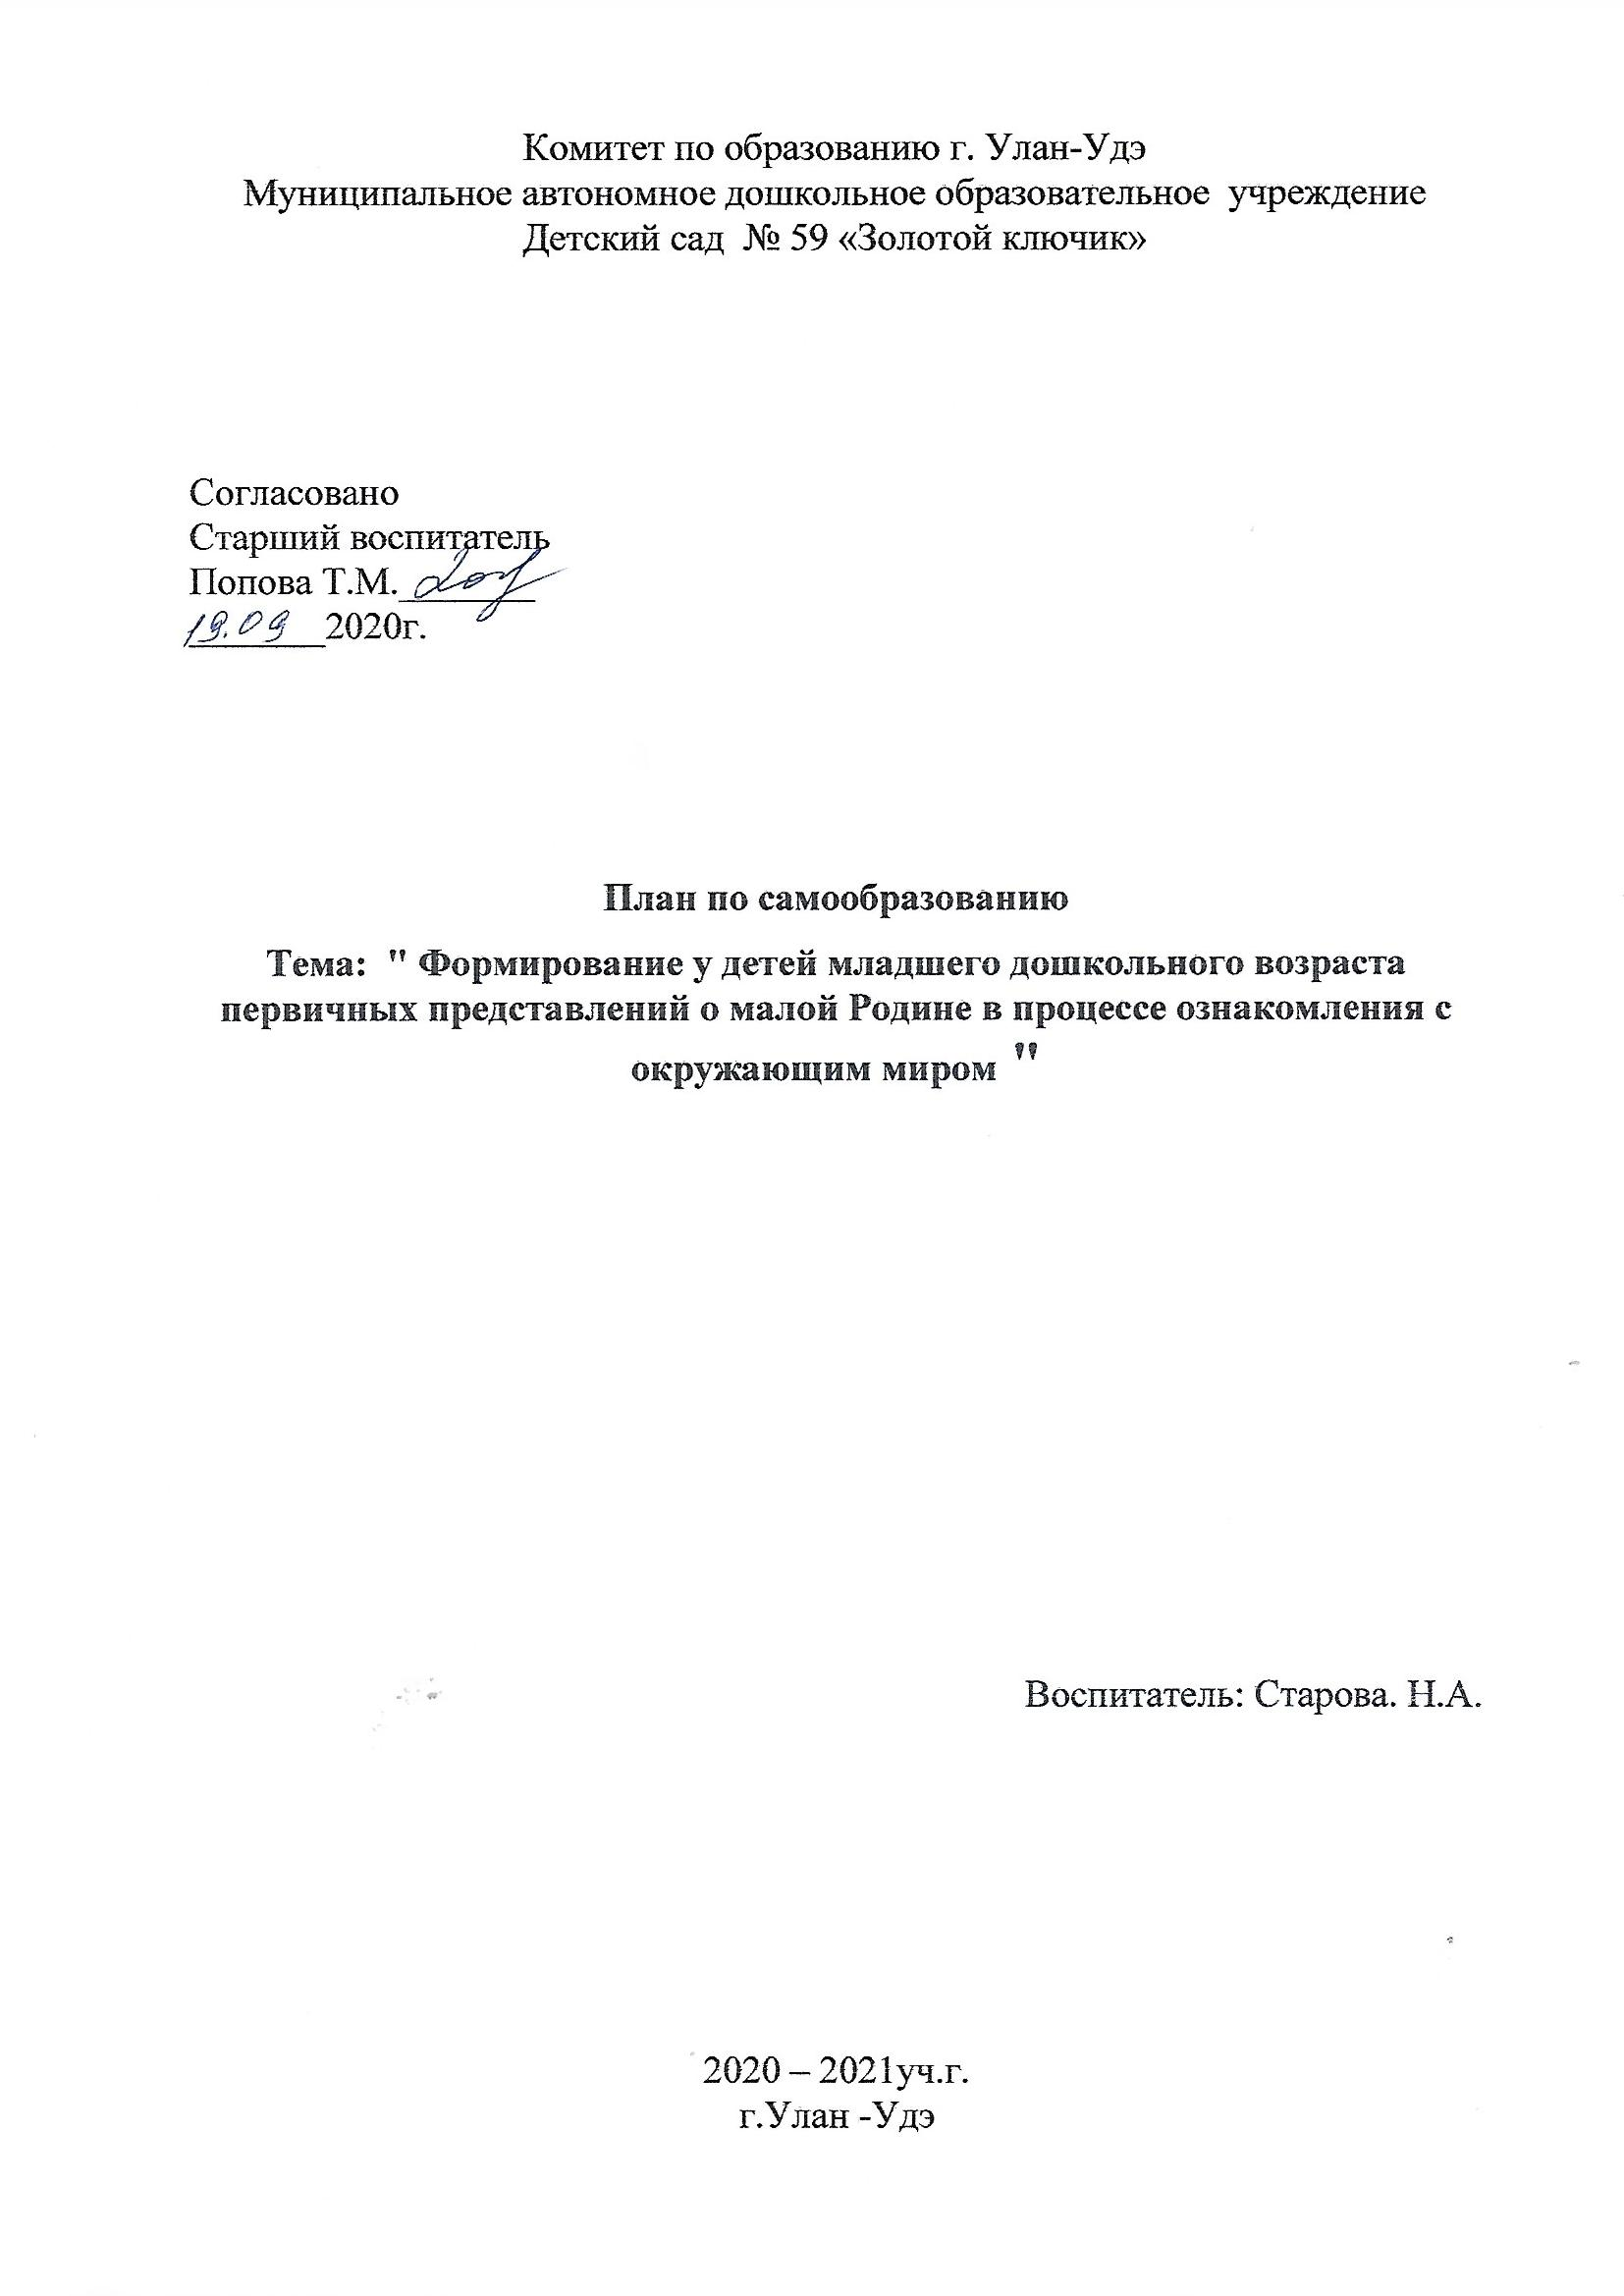 Комитет по образованию г. Улан-Удэ
Муниципальное автономное дошкольное образовательное  учреждение
Детский сад  № 59 «Золотой ключик»
Согласовано
Старший воспитатель
Попова Т.М.
19.09 2020г.
План по самообразованию
Тема:  " Формирование у детей младшего дошкольного возраста
первичных представлений о малой Родине в процессе ознакомления с
окружающим миром "
Воспитатель: Старова. Н.А.
2020 – 2021уч.г.
г.Улан -Удэ